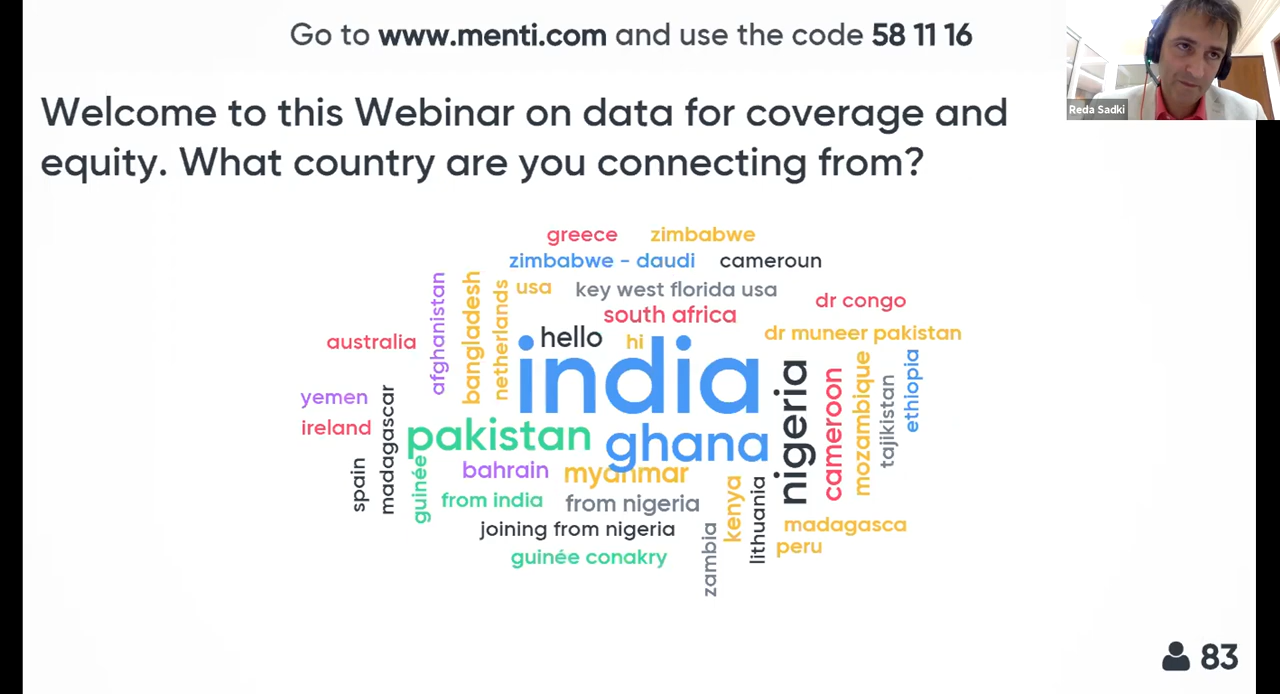 Go to www.menti.com and use the code 58 11 16
Reda Sadki
Welcome to this Webinar on data for coverage and
equity. What country are you connecting from?
greece
zimbabwe
zimbabwe - daudi
cameroun
usa
key west florida usa
dr congo
south africa
australia
afghanistan
bangladesh
netherlands
hello
hi
dr muneer pakistan
india
nigeria
cameroon
mozambique
tajikistan
ethiopia
yemen
ireland
spain
madagascar
guinée
pakistan
ghana
bahrain
myanmar
from india
from nigeria
joining from nigeria
guinée conakry
zambia
kenya
lithuania
madagasca
peru
83